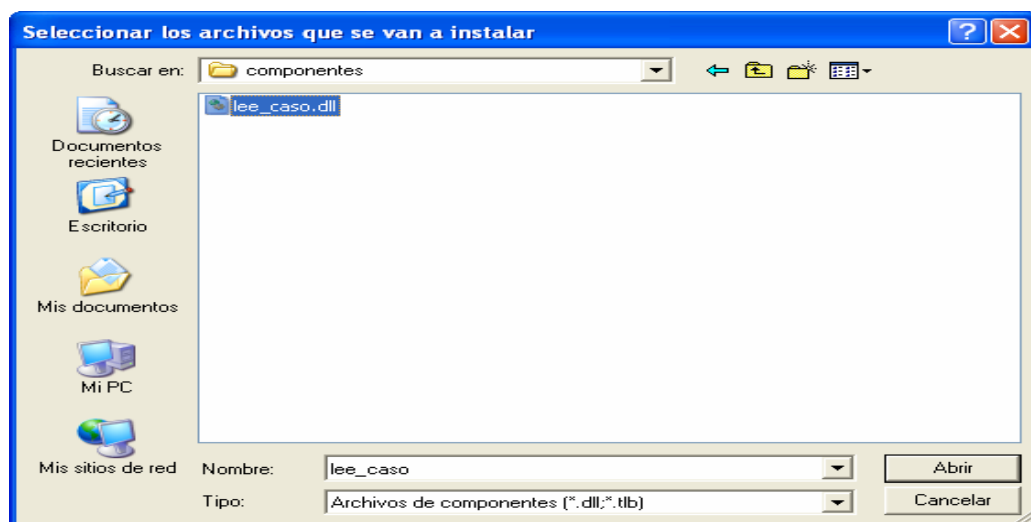 Seleccionar los archivos que se van a instalar
Buscar en: componentes
lee_caso.dll
Documentos
recientes
Escritorio
Mis documentos
Mi PC
Mis sitios de red
Nombre: lee_caso Abrir
Tipo: Archivos de componentes (*.dll;*.tlb) Cancelar